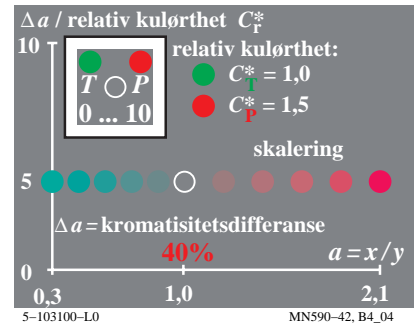 Δa / relativ kulørthet C*r
10
relativ kulørthet:
T P
0 ... 10
C*T = 1,0
C*P = 1,5
skalering
5
Δa = kromatisitetsdifferanse
40%
a = x/y
0
0,3 1,0 2,1
5-103100-L0 MN590-42, B4_04